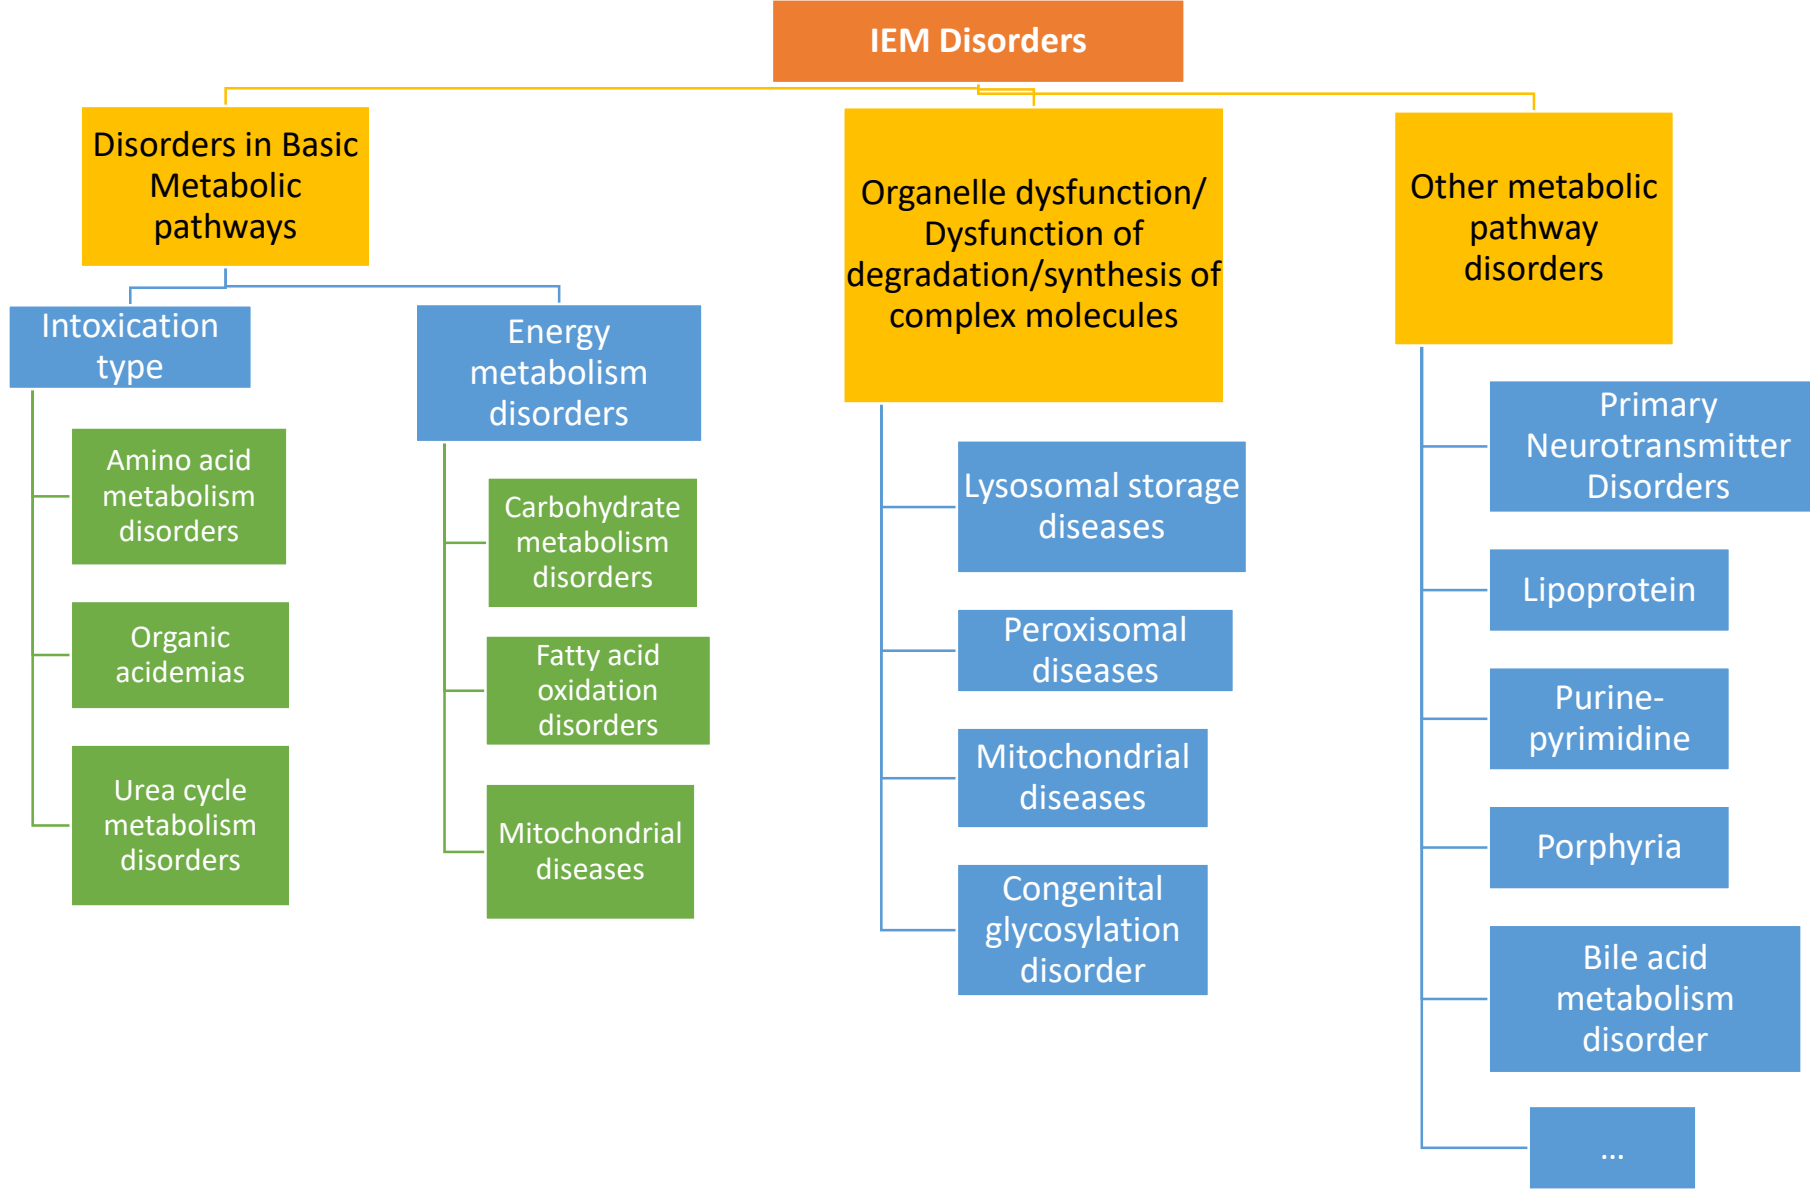 IEM Disorders
Disorders in Basic
Metabolic
pathways
Intoxication
type
Amino acid
metabolism
disorders
Organic
acidemias
Urea cycle
metabolism
disorders
Energy
metabolism
disorders
Carbohydrate
metabolism
disorders
Fatty acid
oxidation
disorders
Mitochondrial
diseases
Organelle dysfunction/
Dysfunction of
degradation/synthesis of
complex molecules
Lysosomal storage
diseases
Peroxisomal
diseases
Mitochondrial
diseases
Congenital
glycosylation
disorder
Other metabolic
pathway
disorders
Primary
Neurotransmitter
Disorders
Lipoprotein
Purine-
pyrimidine
Porphyria
Bile acid
metabolism
disorder
...